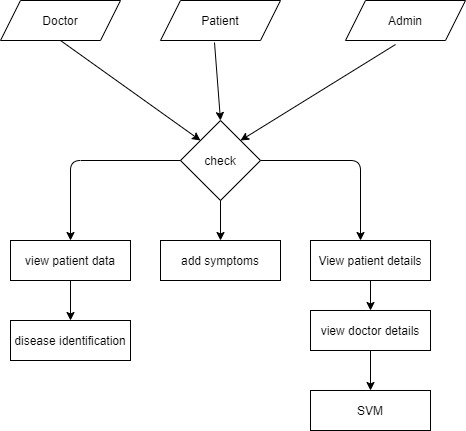 Doctor
Patient
Admin
check
view patient data
add symptoms
View patient details
disease identification
view doctor details
SVM